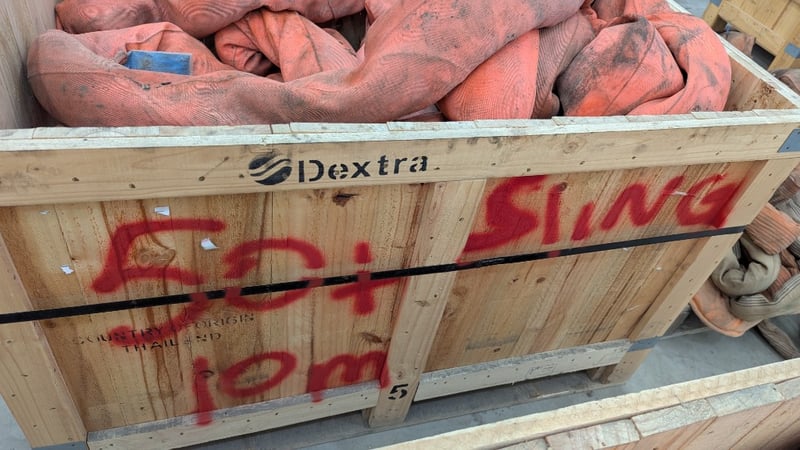 Dextra
50t SlinG
COUNTRY OF ORIGIN
THAILAND
10m
5